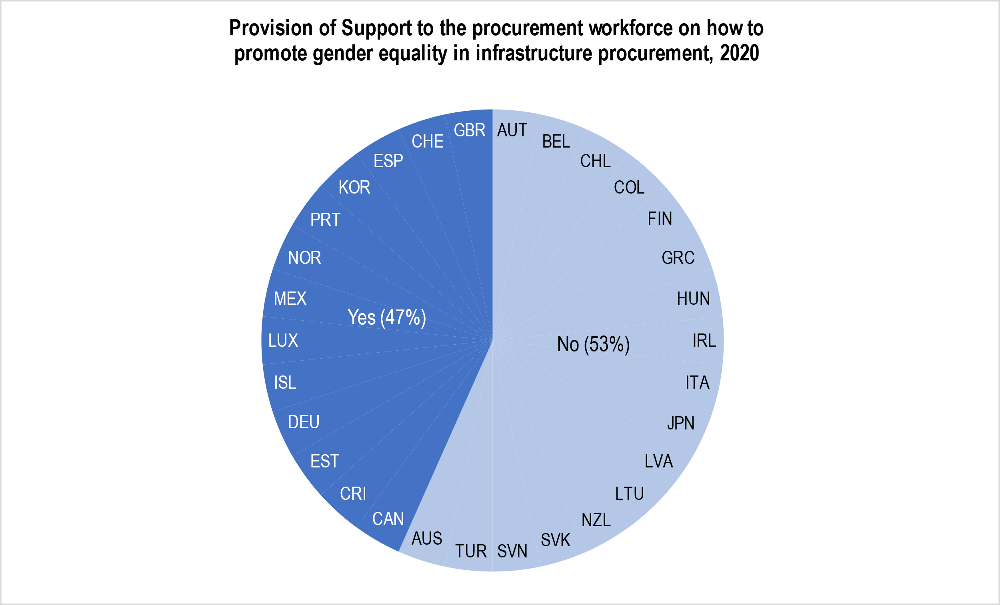 Provision of Support to the procurement workforce on how to
promote gender equality in infrastructure procurement, 2020
GBR
AUT
CHE
BEL
ESP
CHL
KOR
COL
PRT
FIN
NOR
GRC
MEX
HUN
Yes (47%)
LUX
No (53%)
IRL
ISL
ITA
DEU
JPN
EST
LVA
CRI
LTU
CAN
NZL
AUS
SVK
TUR
SVN